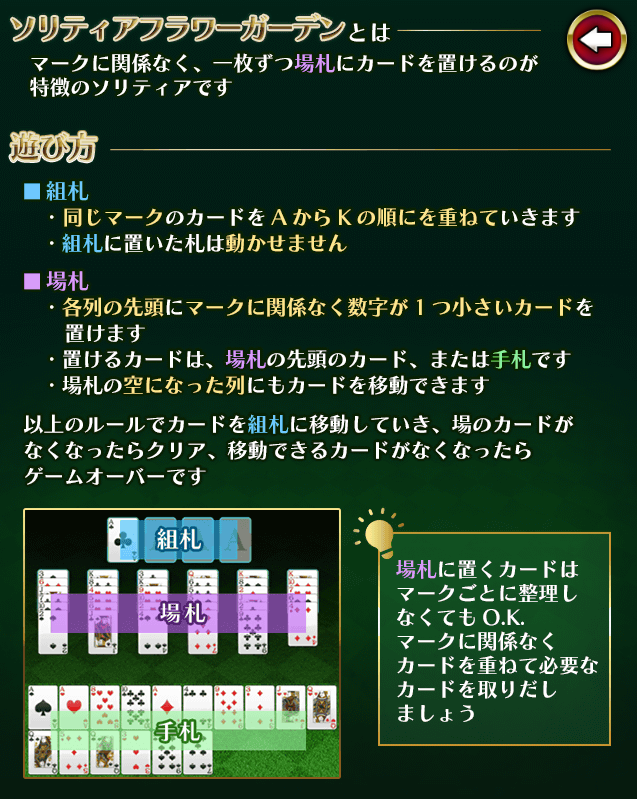 ソリティアフラワーガーデンとは
マークに関係なく、一枚ずつ場札にカードを置けるのが
特徴のソリティアです
遊び方
■組札
・同じマークのカードをAからKの順にを重ねていきます
・組札に置いた札は動かせません
■場札
・各列の先頭にマークに関係なく数字が1つ小さいカードを
置けます
・置けるカードは、場札の先頭のカード、または手札です
・場札の空になった列にもカードを移動できます
以上のルールでカードを組札に移動していき、場のカードが
なくなったらクリア、移動できるカードがなくなったら
ゲームオーバーです
組札
A
場札
手札
場札に置くカードは
マークごとに整理し
なくてもO.K.
マークに関係なく
カードを重ねて必要な
カードを取りだし
ましょう